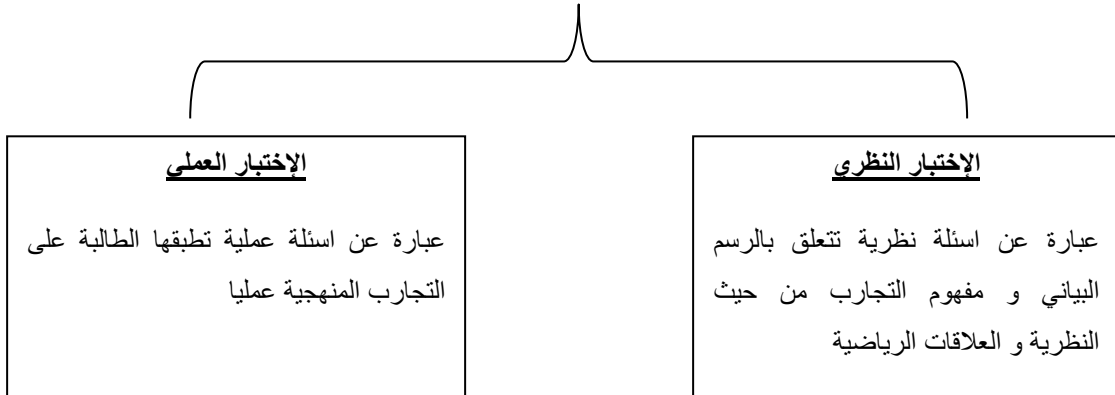 الإختبار النظري
عبارة عن اسئلة نظرية تتعلق بالرسم
البياني و مفهوم التجارب من حيث
النظرية و العلاقات الرياضية
الإختبار العملي
عبارة عن اسئلة عملية تطبقها الطالبة على
التجارب المنهجية عمليا